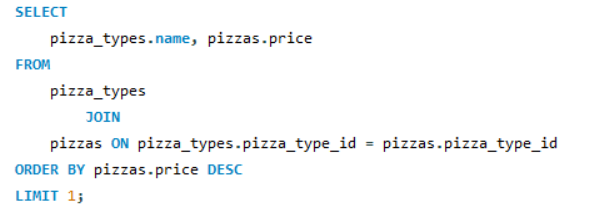 SELECT
pizza_types.name, pizzas.price
FROM
pizza_types
JOIN
pizzas ON pizza_types.pizza_type_id = pizzas.pizza_type_id
ORDER BY pizzas.price DESC
LIMIT 1;